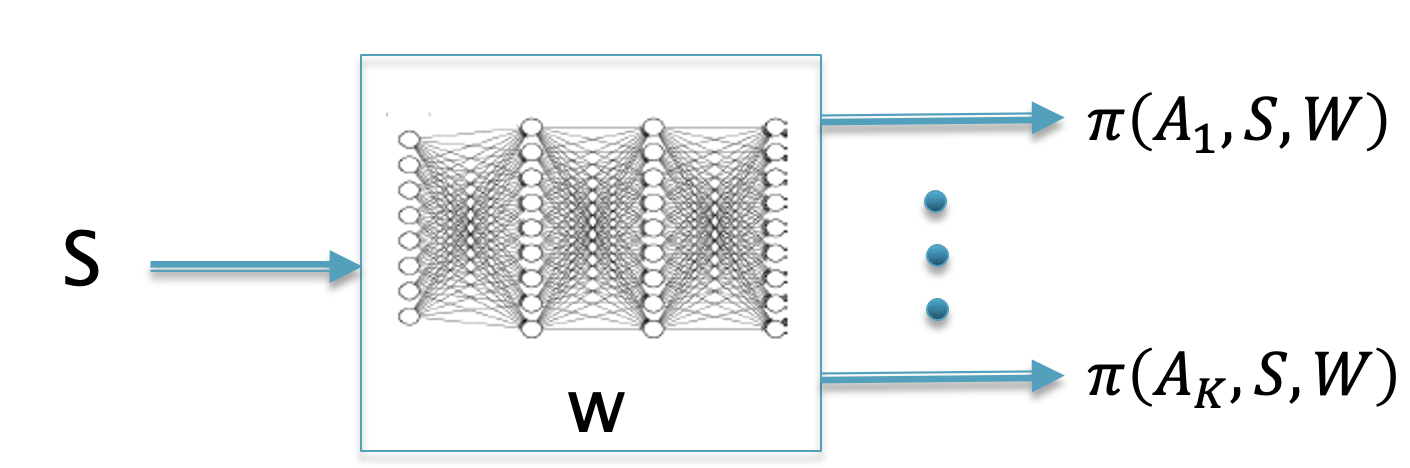 π(A₁, S, W)
S
π(A_K, S, W)
W